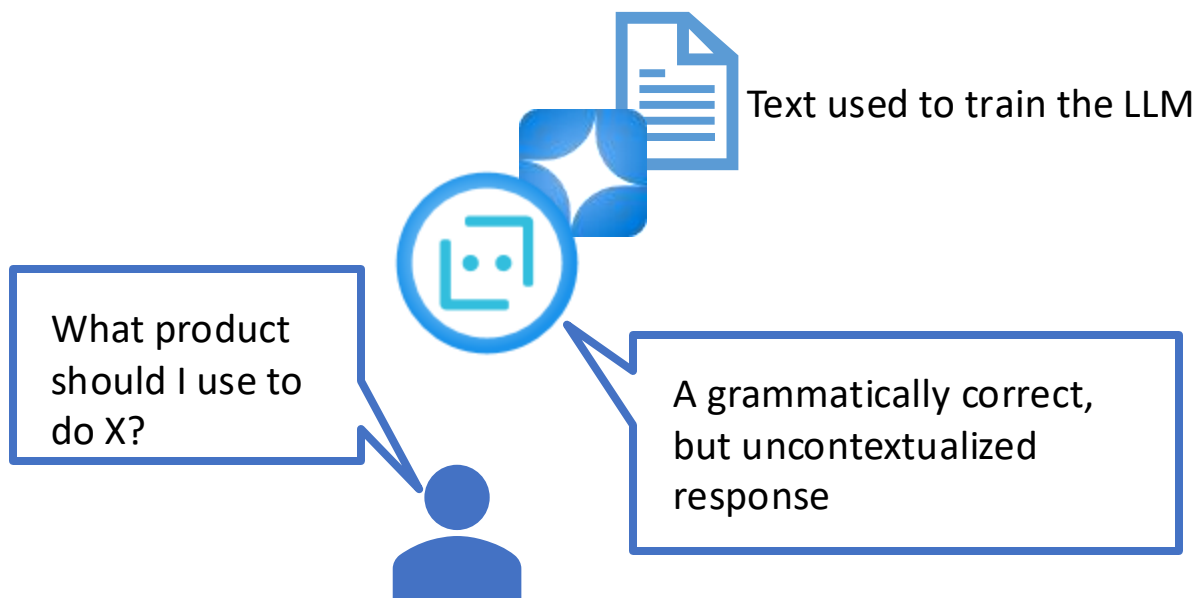 Text used to train the LLM
What product
should I use to
do X?
A grammatically correct,
but uncontextualized
response